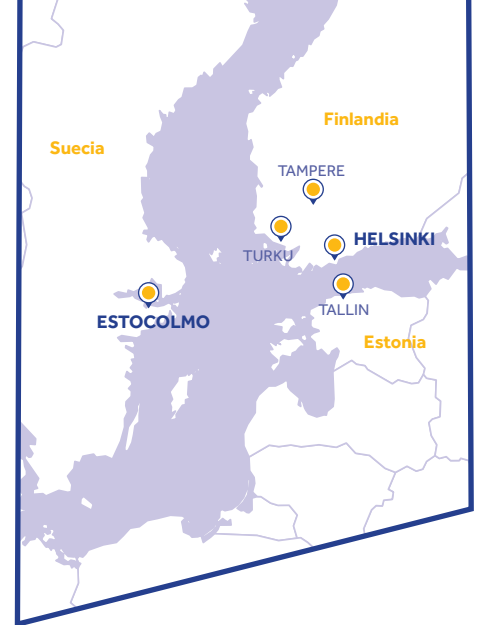 Finlandia
Suecia
TAMPERE
HELSINKI
TURKU
TALLIN
ESTOCOLMO
Estonia